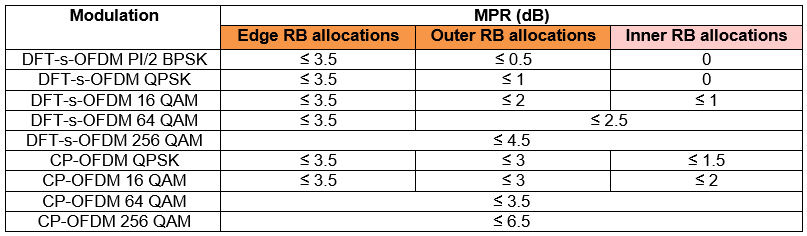 Modulation MPR (dB)
Edge RB allocations Outer RB allocations Inner RB allocations
DFT-s-OFDM PI/2 BPSK ≤ 3.5 ≤ 0.5 0
DFT-s-OFDM QPSK ≤ 3.5 ≤ 1 0
DFT-s-OFDM 16 QAM ≤ 3.5 ≤ 2 ≤ 1
DFT-s-OFDM 64 QAM ≤ 3.5 ≤ 2.5
DFT-s-OFDM 256 QAM ≤ 4.5
CP-OFDM QPSK ≤ 3.5 ≤ 3 ≤ 1.5
CP-OFDM 16 QAM ≤ 3.5 ≤ 3 ≤ 2
CP-OFDM 64 QAM ≤ 3.5
CP-OFDM 256 QAM ≤ 6.5